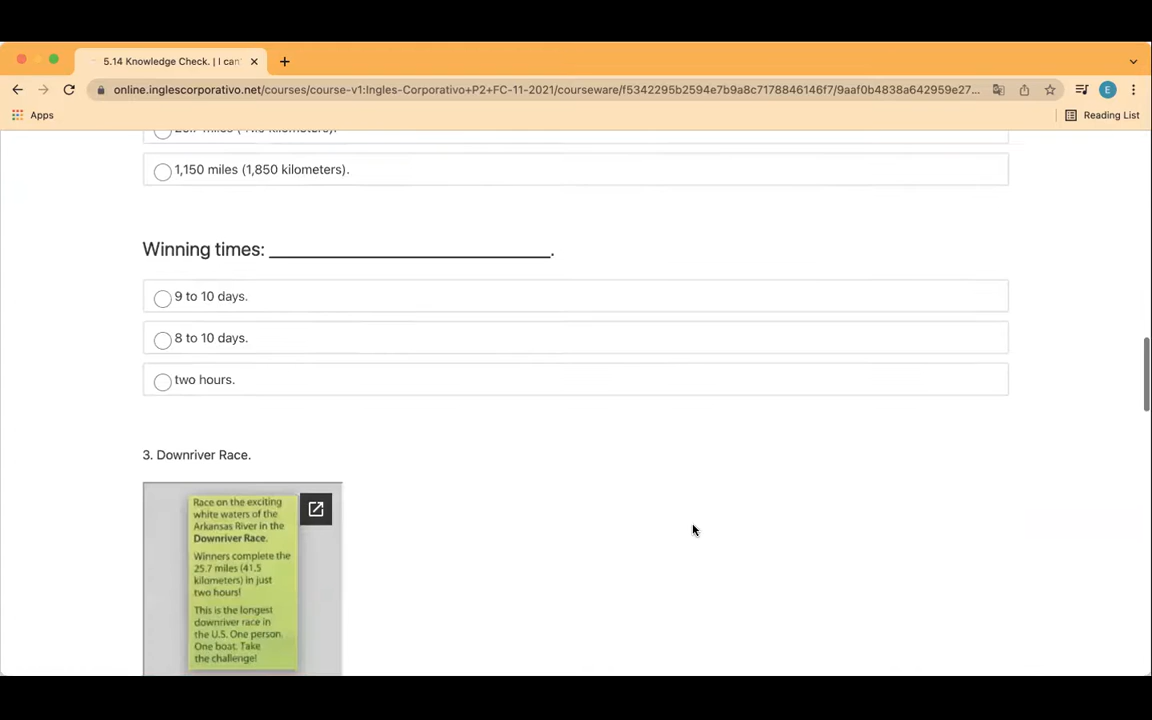 5.14 Knowledge Check. | I can
online.inglescorporativo.net/courses/course-v1:Ingles-Corporativo+P2+FC-11-2021/courseware/f5342295b2594e7b9a8c7178846146f7/9aaf0b4838a642959e27...
E
Apps
Reading List
1,150 miles (1,850 kilometers).
Winning times: ____________________________.
9 to 10 days.
8 to 10 days.
two hours.
3. Downriver Race.
Race on the exciting
white waters of the
Arkansas River in the
Downriver Race.
Winners complete the
25.7 miles (41.5
kilometers) in just
two hours!
This is the longest
downriver race in
the U.S. One person.
One boat. Take
the challenge!